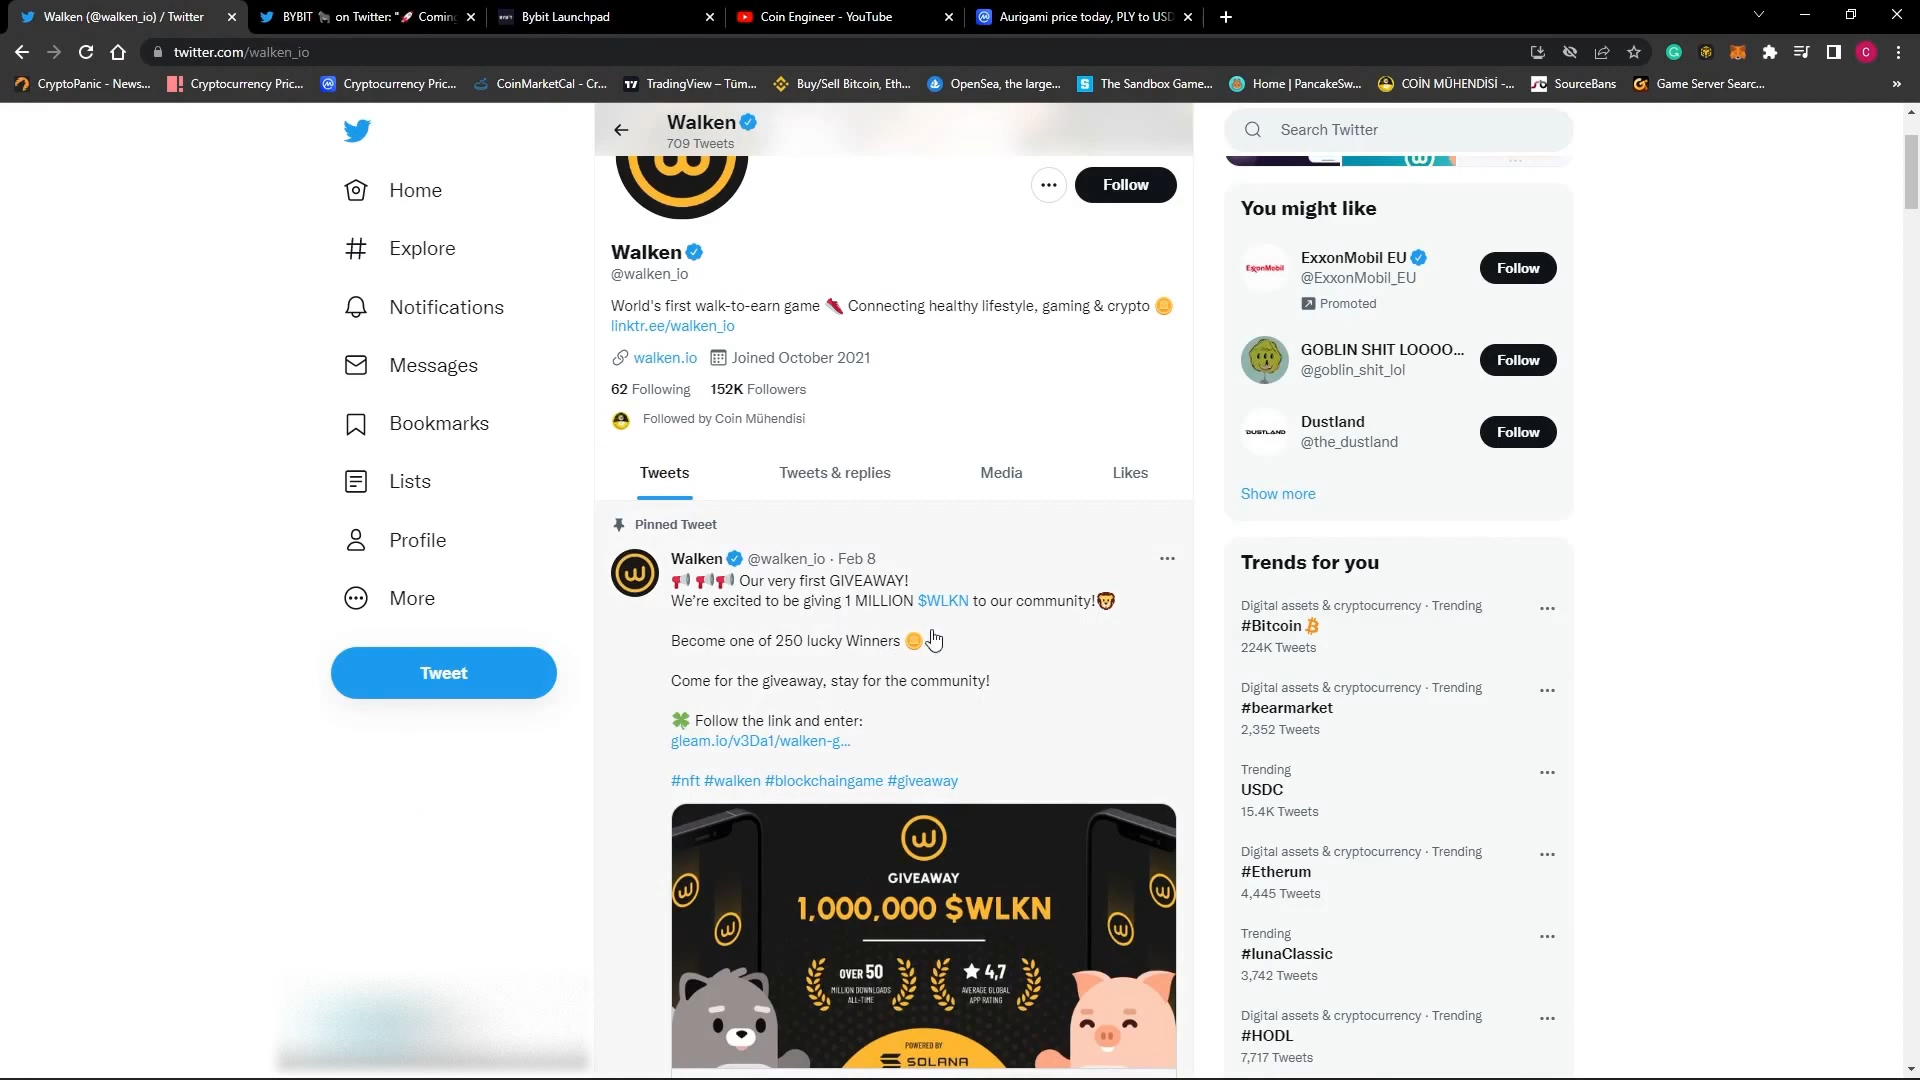 Walken (@walken_io) / Twitter
BYBIT 🐂 on Twitter: "🚀 Coming
Bybit Launchpad
Coin Engineer - YouTube
Aurigami price today, PLY to USD
twitter.com/walken_io
CryptoPanic - News...
Cryptocurrency Pric...
Cryptocurrency Pric...
CoinMarketCal - Cr...
TradingView – Tüm...
Buy/Sell Bitcoin, Eth...
OpenSea, the large...
The Sandbox Game...
Home | PancakeSw...
COİN MÜHENDİSİ -...
SourceBans
Game Server Searc...
Home
Explore
Notifications
Messages
Bookmarks
Lists
Profile
More
Tweet
Walken
709 Tweets
Follow
Walken
@walken_io
World's first walk-to-earn game 👟 Connecting healthy lifestyle, gaming & crypto 🪙
linktr.ee/walken_io
walken.io Joined October 2021
62 Following 152K Followers
Followed by Coin Mühendisi
Tweets
Tweets & replies
Media
Likes
Pinned Tweet
Walken @walken_io · Feb 8
📢 📢📢 Our very first GIVEAWAY!
We're excited to be giving 1 MILLION $WLKN to our community!🦁
Become one of 250 lucky Winners 🪙
Come for the giveaway, stay for the community!
🍀 Follow the link and enter:
gleam.io/v3Da1/walken-g...
#nft #walken #blockchaingame #giveaway
GIVEAWAY
1,000,000 $WLKN
OVER 50
MILLION DOWNLOADS
ALL-TIME
★ 4,7
AVERAGE GLOBAL
APP RATING
POWERED BY
SOLANA
Search Twitter
You might like
ExxonMobil
ExxonMobil EU
@ExxonMobil_EU
Promoted
Follow
GOBLIN SHIT LOOOO...
@goblin_shit_lol
Follow
DUSTLAND
Dustland
@the_dustland
Follow
Show more
Trends for you
Digital assets & cryptocurrency · Trending
#Bitcoin
224K Tweets
Digital assets & cryptocurrency · Trending
#bearmarket
2,352 Tweets
Trending
USDC
15.4K Tweets
Digital assets & cryptocurrency · Trending
#Etherum
4,445 Tweets
Trending
#lunaClassic
3,742 Tweets
Digital assets & cryptocurrency · Trending
#HODL
7,717 Tweets